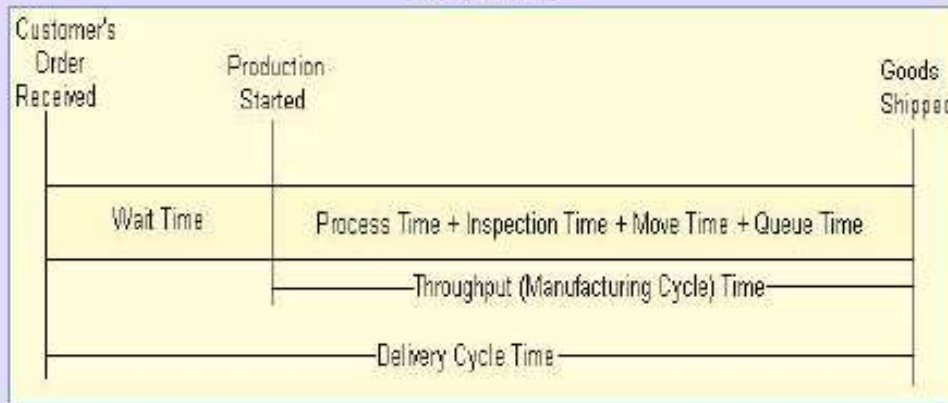 Customer's
Order
Received
Production
Started
Goods
Shipped
Wait Time
Process Time + Inspection Time + Move Time + Queue Time
Throughput (Manufacturing Cycle) Time
Delivery Cycle Time